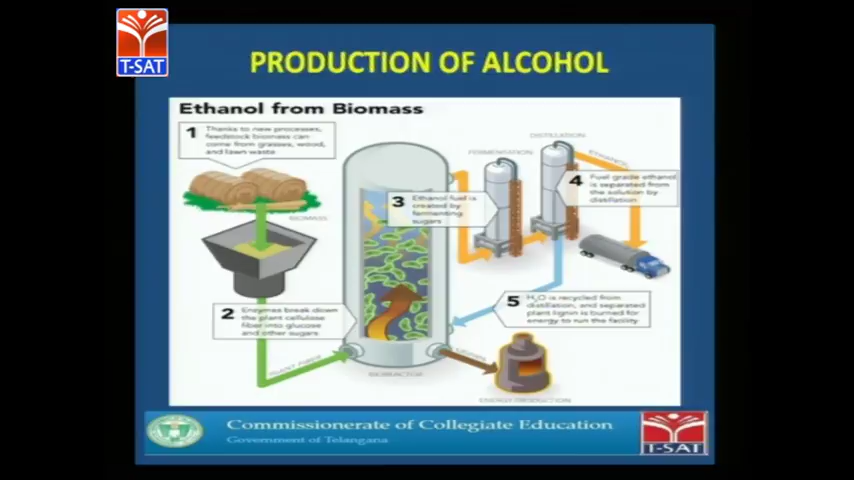 T-SAT
PRODUCTION OF ALCOHOL
Ethanol from Biomass
1
Thanks to new processes,
feedstock biomass can
come from grasses, wood,
and lawn waste
BIOMASS
DISTILLATION
FERMENTATION
ETHANOL
3
Ethanol fuel is
created by
fermenting
sugars
4
Fuel grade ethanol
is separated from
the solution by
distillation
2
Enzymes break down
the plant cellulose
fiber into glucose
and other sugars
5
H2O is recycled from
distillation, and separated
plant lignin is burned for
energy to run the facility
PLANT FIBER
BIOREACTOR
LIGNIN
ENERGY PRODUCTION
Commissionerate of Collegiate Education
Government of Telangana
T-SAT